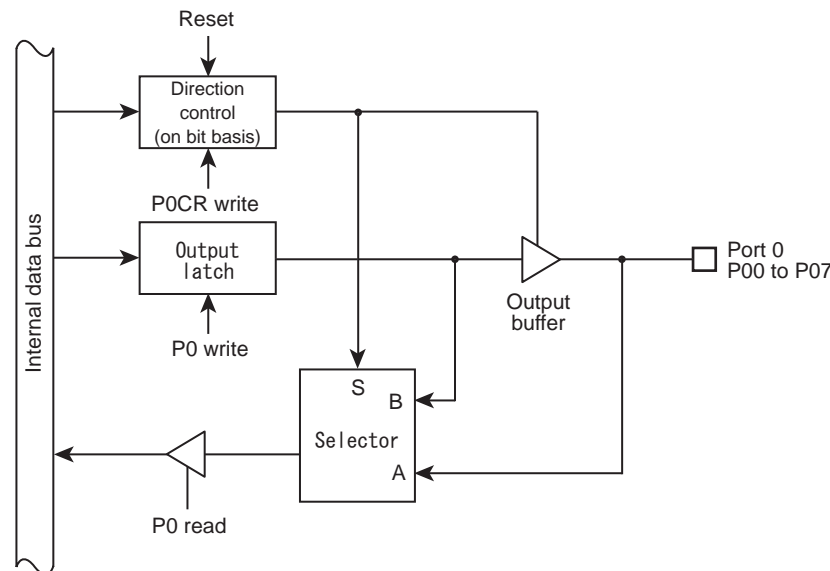 Reset
Direction
control
(on bit basis)
P0CR write
Output
latch
P0 write
Internal data bus
Output
buffer
Port 0
P00 to P07
S
B
Selector
A
P0 read